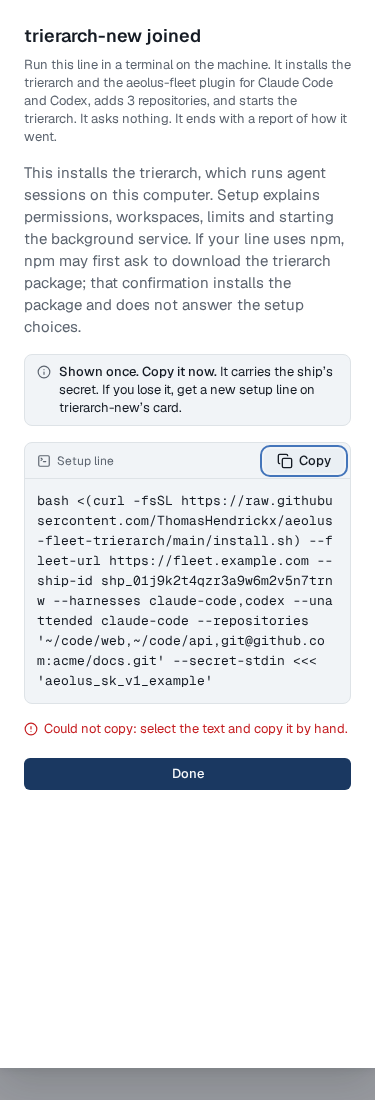 trierarch-new joined
Run this line in a terminal on the machine. It installs the
trierarch and the aeolus-fleet plugin for Claude Code
and Codex, adds 3 repositories, and starts the
trierarch. It asks nothing. It ends with a report of how it
went.
This installs the trierarch, which runs agent
sessions on this computer. Setup explains
permissions, workspaces, limits and starting
the background service. If your line uses npm,
npm may first ask to download the trierarch
package; that confirmation installs the
package and does not answer the setup
choices.
Shown once. Copy it now. It carries the ship's
secret. If you lose it, get a new setup line on
trierarch-new's card.
Setup line
Copy
bash <(curl -fsSL https://raw.githubu
sercontent.com/ThomasHendrickx/aeolus
-fleet-trierarch/main/install.sh) --f
leet-url https://fleet.example.com --
ship-id shp_01j9k2t4qzr3a9w6m2v5n7trn
w --harnesses claude-code,codex --una
ttended claude-code --repositories
'~/code/web,~/code/api,git@github.co
m:acme/docs.git' --secret-stdin <<<
'aeolus_sk_v1_example'
Could not copy: select the text and copy it by hand.
Done